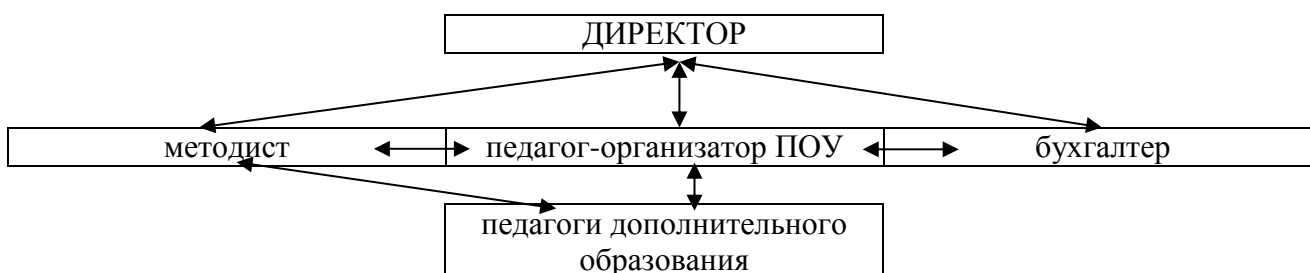 ДИРЕКТОР
методист педагог-организатор ПОУ бухгалтер
педагоги дополнительного
образования